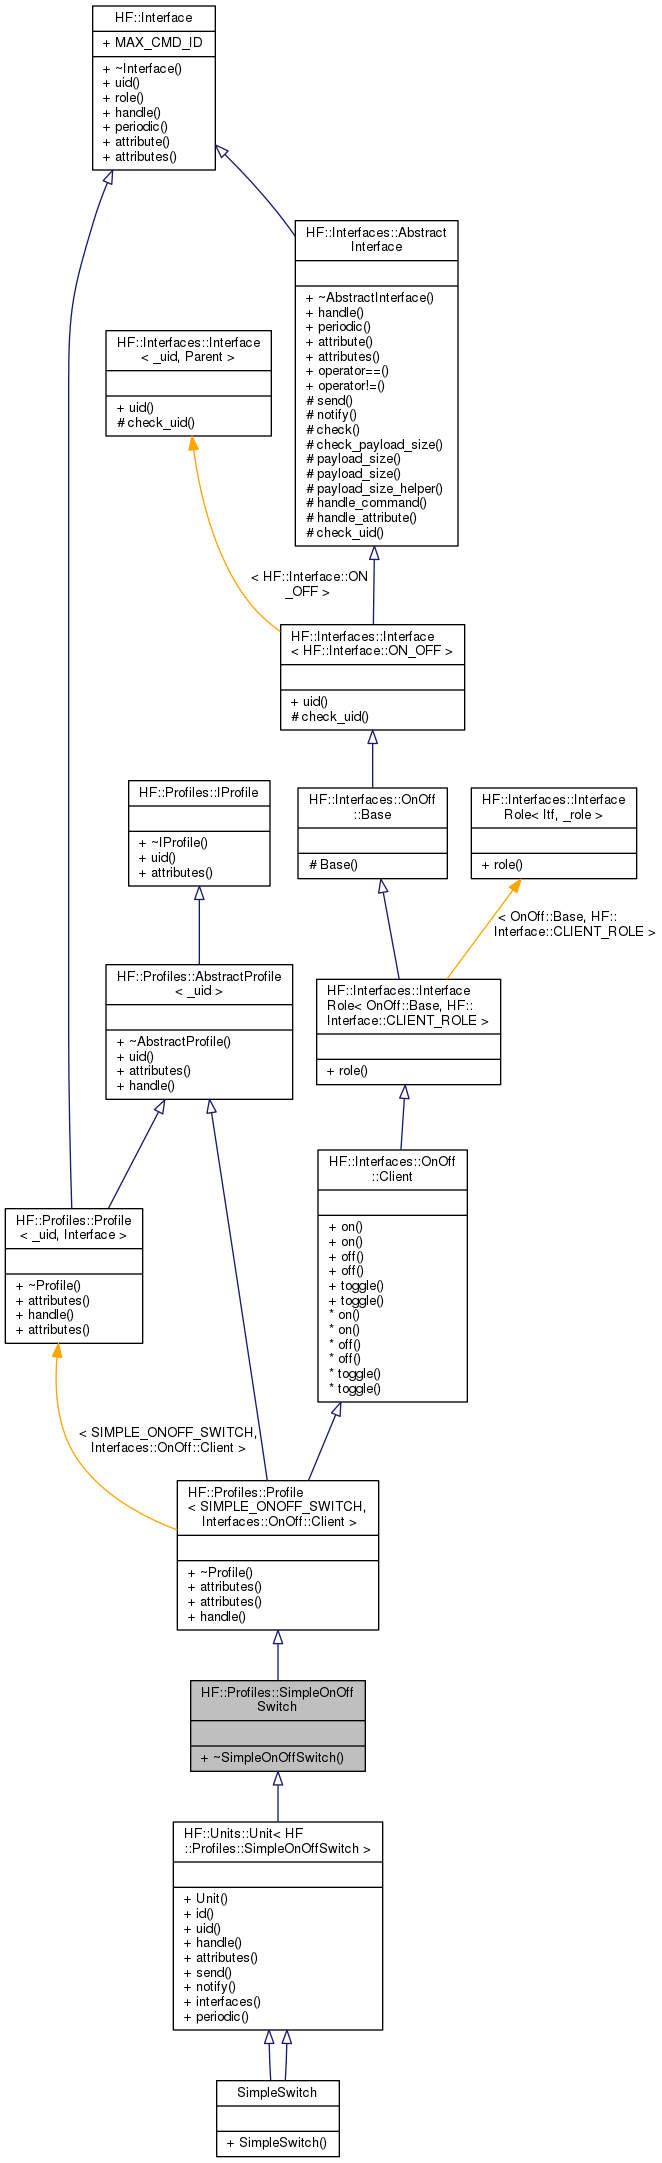 HF::Interface
+ MAX_CMD_ID
+ ~Interface()
+ uid()
+ role()
+ handle()
+ periodic()
+ attribute()
+ attributes()
HF::Interfaces::Abstract
Interface
+ ~AbstractInterface()
+ handle()
+ periodic()
+ attribute()
+ attributes()
+ operator==()
+ operator!=()
# send()
# notify()
# check()
# check_payload_size()
# payload_size()
# payload_size()
# payload_size_helper()
# handle_command()
# handle_attribute()
# check_uid()
HF::Interfaces::Interface
< _uid, Parent >
+ uid()
# check_uid()
< HF::Interface::ON
_OFF >
HF::Interfaces::Interface
< HF::Interface::ON_OFF >
+ uid()
# check_uid()
HF::Profiles::IProfile
+ ~IProfile()
+ uid()
+ attributes()
HF::Interfaces::OnOff
::Base
# Base()
HF::Interfaces::Interface
Role< Itf, _role >
+ role()
< OnOff::Base, HF::
Interface::CLIENT_ROLE >
HF::Profiles::AbstractProfile
< _uid >
+ ~AbstractProfile()
+ uid()
+ attributes()
+ handle()
HF::Interfaces::Interface
Role< OnOff::Base, HF::
Interface::CLIENT_ROLE >
+ role()
HF::Interfaces::OnOff
::Client
+ on()
+ on()
+ off()
+ off()
+ toggle()
+ toggle()
* on()
* on()
* off()
* off()
* toggle()
* toggle()
HF::Profiles::Profile
< _uid, Interface >
+ ~Profile()
+ attributes()
+ handle()
+ attributes()
< SIMPLE_ONOFF_SWITCH,
Interfaces::OnOff::Client >
HF::Profiles::Profile
< SIMPLE_ONOFF_SWITCH,
Interfaces::OnOff::Client >
+ ~Profile()
+ attributes()
+ attributes()
+ handle()
HF::Profiles::SimpleOnOff
Switch
+ ~SimpleOnOffSwitch()
HF::Units::Unit< HF
::Profiles::SimpleOnOffSwitch >
+ Unit()
+ id()
+ uid()
+ handle()
+ attributes()
+ send()
+ notify()
+ interfaces()
+ periodic()
SimpleSwitch
+ SimpleSwitch()